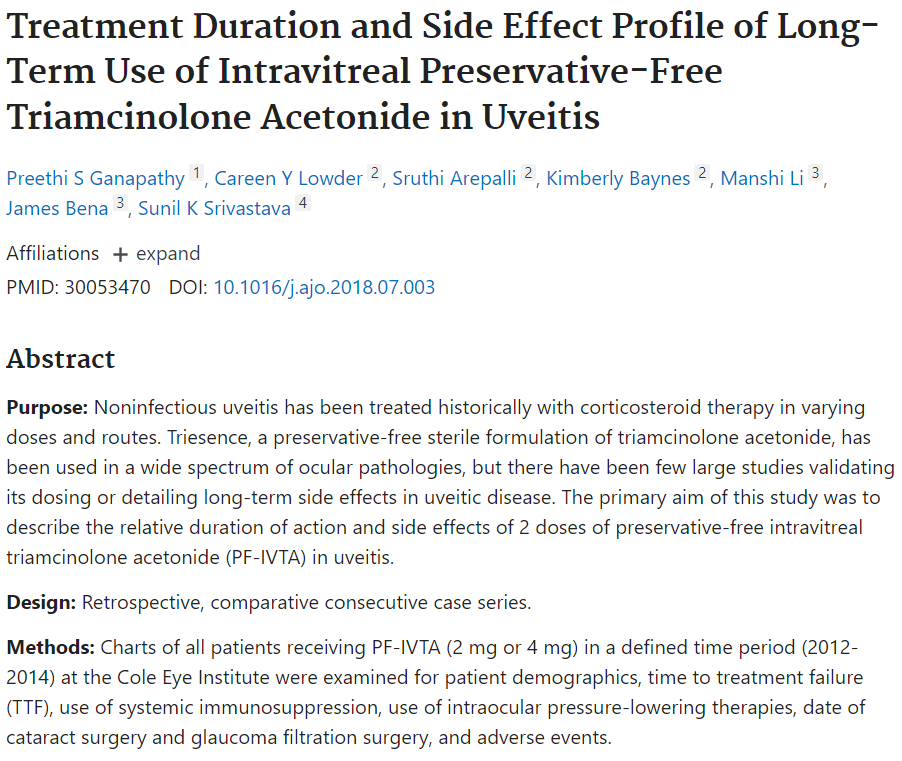 Treatment Duration and Side Effect Profile of Long-
Term Use of Intravitreal Preservative-Free
Triamcinolone Acetonide in Uveitis
Preethi S Ganapathy 1, Careen Y Lowder 2, Sruthi Arepalli 2, Kimberly Baynes 2, Manshi Li 3,
James Bena 3, Sunil K Srivastava 4
Affiliations + expand
PMID: 30053470 DOI: 10.1016/j.ajo.2018.07.003
Abstract
Purpose: Noninfectious uveitis has been treated historically with corticosteroid therapy in varying
doses and routes. Triesence, a preservative-free sterile formulation of triamcinolone acetonide, has
been used in a wide spectrum of ocular pathologies, but there have been few large studies validating
its dosing or detailing long-term side effects in uveitic disease. The primary aim of this study was to
describe the relative duration of action and side effects of 2 doses of preservative-free intravitreal
triamcinolone acetonide (PF-IVTA) in uveitis.
Design: Retrospective, comparative consecutive case series.
Methods: Charts of all patients receiving PF-IVTA (2 mg or 4 mg) in a defined time period (2012-
2014) at the Cole Eye Institute were examined for patient demographics, time to treatment failure
(TTF), use of systemic immunosuppression, use of intraocular pressure-lowering therapies, date of
cataract surgery and glaucoma filtration surgery, and adverse events.